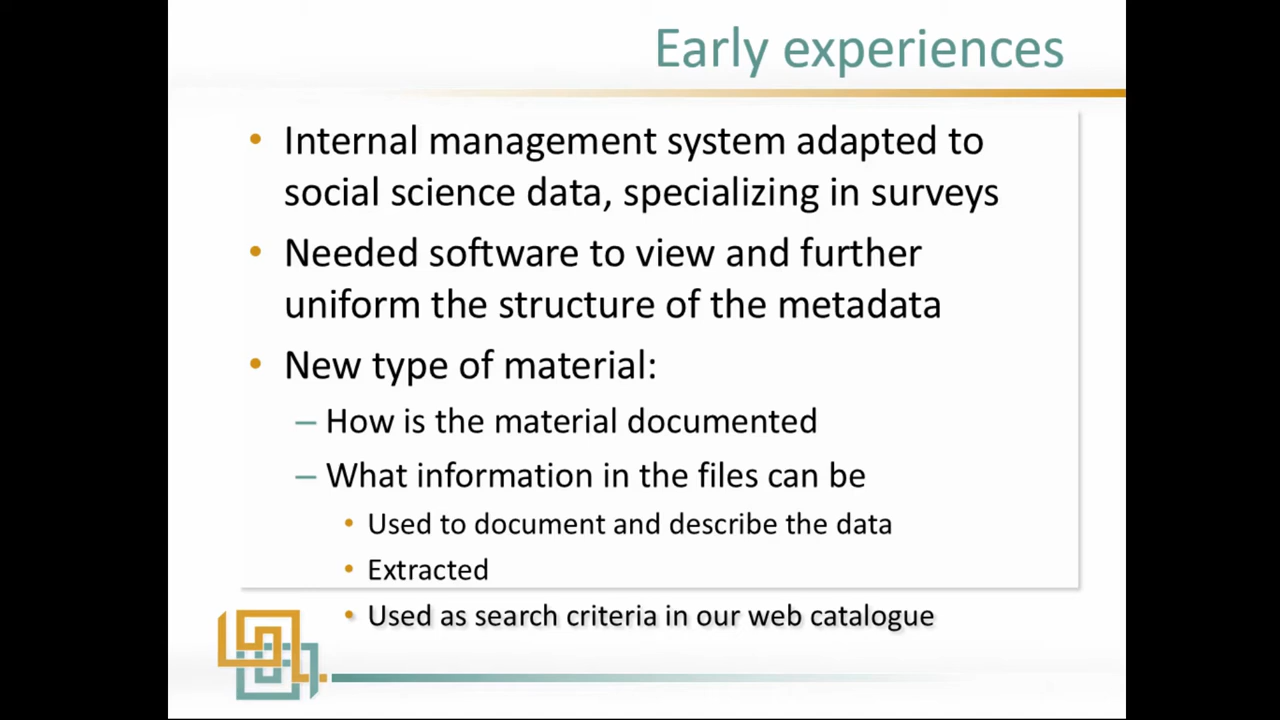 Early experiences
• Internal management system adapted to
social science data, specializing in surveys
• Needed software to view and further
uniform the structure of the metadata
• New type of material:
– How is the material documented
– What information in the files can be
• Used to document and describe the data
• Extracted
• Used as search criteria in our web catalogue